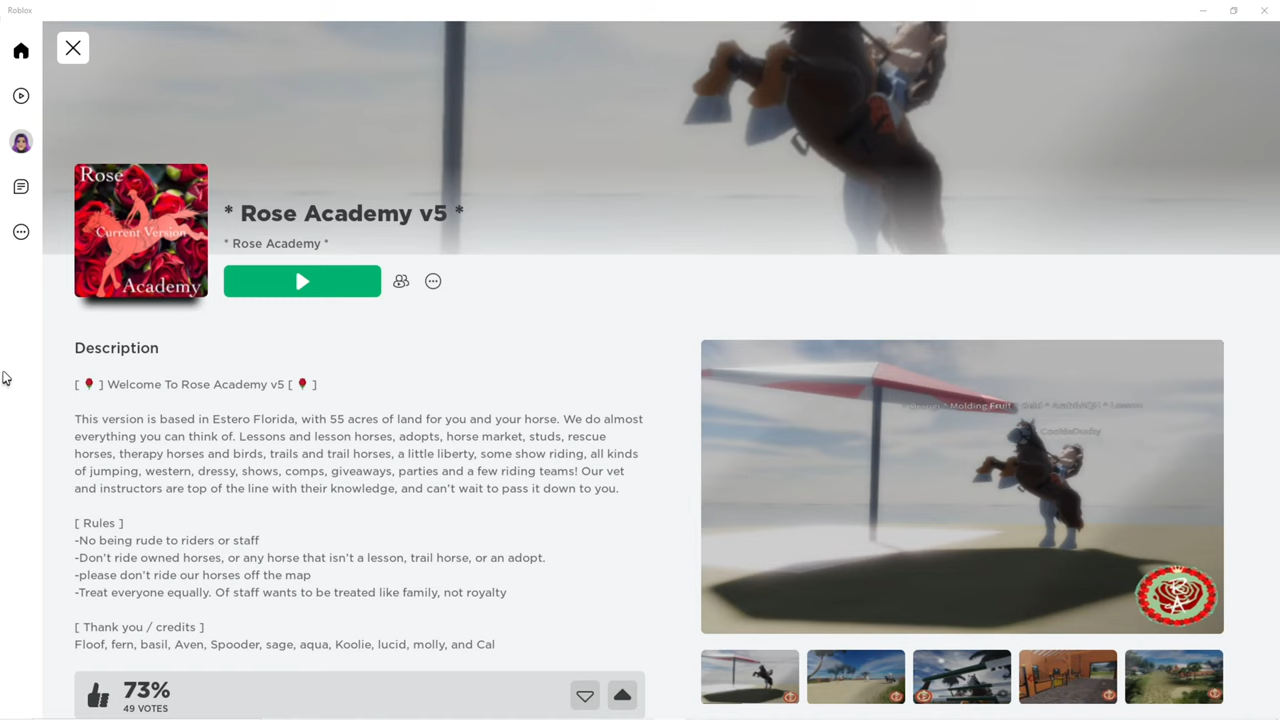 Roblox
Rose
Current Version
Academy
* Rose Academy v5 *
* Rose Academy *
Description
[ 🌹 ] Welcome To Rose Academy v5 [ 🌹 ]
This version is based in Estero Florida, with 55 acres of land for you and your horse. We do almost
everything you can think of. Lessons and lesson horses, adopts, horse market, studs, rescue
horses, therapy horses and birds, trails and trail horses, a little liberty, some show riding, all kinds
of jumping, western, dressy, shows, comps, giveaways, parties and a few riding teams! Our vet
and instructors are top of the line with their knowledge, and can't wait to pass it down to you.
[ Rules ]
-No being rude to riders or staff
-Don't ride owned horses, or any horse that isn't a lesson, trail horse, or an adopt.
-please don't ride our horses off the map
-Treat everyone equally. Of staff wants to be treated like family, not royalty
[ Thank you / credits ]
Floof, fern, basil, Aven, Spooder, sage, aqua, Koolie, lucid, molly, and Cal
73%
49 VOTES
* Molding Fruit * * Lesson